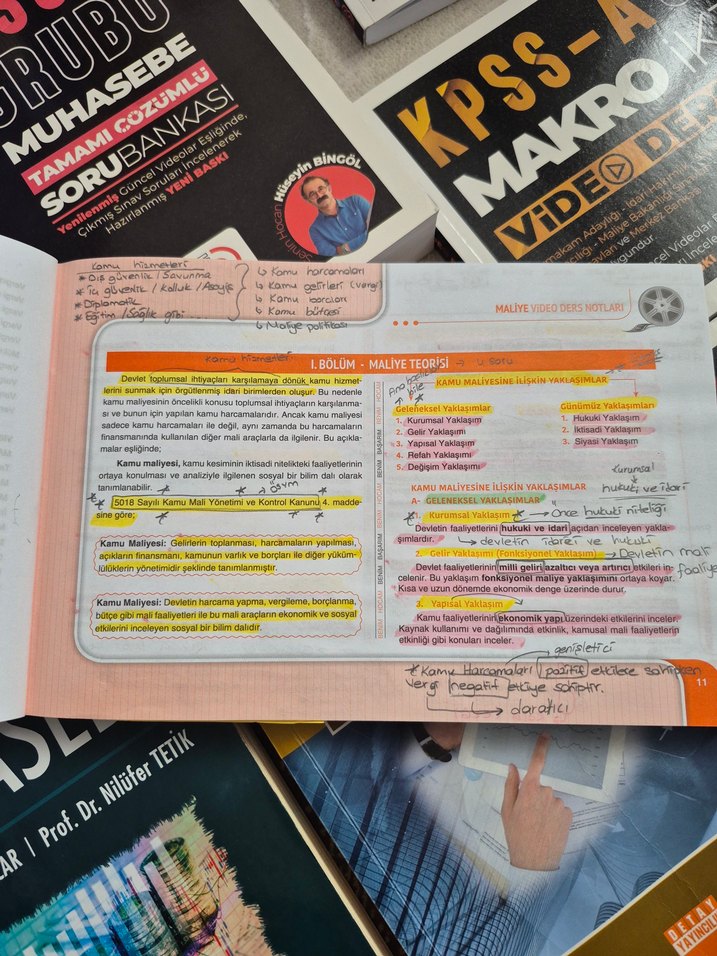 GRUBU
MUHASEBE
TAMAMI ÇÖZÜMLÜ
SORUBANKASI
Yenilenmiş Güncel Videolar Eşliğinde,
Çıkmış Sınav Soruları İncelenerek
Hazırlanmış YENİ BASKI
Senin Hocan Hüseyin BİNGÖL
KPSS-A
MAKRO İK
VİDEO DER
Kamu hizmetleri
* Dış güvenlik / Savunma
* İç güvenlik / Kolluk / Asayiş
* Diplomatik
* Eğitim / Sağlık gibi ...
↳ Kamu harcamaları
↳ Kamu gelirleri (vergi)
↳ Kamu borçları
↳ Kamu bütçesi
↳ Maliye politikası
MALİYE VİDEO DERS NOTLARI
Kamu hizmetleri
I. BÖLÜM - MALİYE TEORİSİ → 4 soru
Devlet toplumsal ihtiyaçları karşılamaya dönük kamu hizmet-
lerini sunmak için örgütlenmiş idari birimlerden oluşur. Bu nedenle
kamu maliyesinin öncelikli konusu toplumsal ihtiyaçların karşılanma-
sı ve bunun için yapılan kamu harcamalarıdır. Ancak kamu maliyesi
sadece kamu harcamaları ile değil, aynı zamanda bu harcamaların
finansmanında kullanılan diğer mali araçlarla da ilgilenir. Bu açıkla-
malar eşliğinde;
Kamu maliyesi, kamu kesiminin iktisadi nitelikteki faaliyetlerinin
ortaya konulması ve analiziyle ilgilenen sosyal bir bilim dalı olarak
tanımlanabilir.
ÖSYM
5018 Sayılı Kamu Mali Yönetimi ve Kontrol Kanunu 4. madde-
sine göre;
Kamu Maliyesi: Gelirlerin toplanması, harcamaların yapılması,
açıkların finansmanı, kamunun varlık ve borçları ile diğer yüküm-
lülüklerin yönetimidir şeklinde tanımlanmıştır.
Kamu Maliyesi: Devletin harcama yapma, vergileme, borçlanma,
bütçe gibi mali faaliyetleri ile bu mali araçların ekonomik ve sosyal
etkilerini inceleyen sosyal bir bilim dalıdır.
BENİM HOCAM
KAMU MALİYESİNE İLİŞKİN YAKLAŞIMLAR
Geleneksel Yaklaşımlar
1. Kurumsal Yaklaşım
2. Gelir Yaklaşım
3. Yapısal Yaklaşım
4. Refah Yaklaşım
5. Değişim Yaklaşım
Günümüz Yaklaşımları
1. Hukuki Yaklaşım
2. İktisadi Yaklaşım
3. Siyasi Yaklaşım
KAMU MALİYESİNE İLİŞKİN YAKLAŞIMLAR
A- GELENEKSEL YAKLAŞIMLAR
kurumsal
↳ hukuki ve idari
* 1. Kurumsal Yaklaşım * → Önce hukuki niteliği
Devletin faaliyetlerini hukuki ve idari açıdan inceleyen yakla-
şımlardır. ↳ devletin idaresi ve hukuki
2. Gelir Yaklaşımı (Fonksiyonel Yaklaşım) → Devletin mali
faaliye
Devlet faaliyetlerinin milli geliri azaltıcı veya artırıcı etkileri in-
celenir. Bu yaklaşım fonksiyonel maliye yaklaşımını ortaya koyar.
Kısa ve uzun dönemde ekonomik denge üzerinde durur.
3. Yapısal Yaklaşım
Kamu faaliyetlerinin ekonomik yapı üzerindeki etkilerini inceler.
Kaynak kullanımı ve dağılımında etkinlik, kamusal mali faaliyetlerin
etkinliği gibi konuları inceler.
genişletici
* Kamu Harcamaları pozitif etkilere sahipken
Vergi negatif etkiye sahiptir.
↳ daraltıcı
11
Prof. Dr. Nilüfer TETİK
DETAY
YAYINCILI